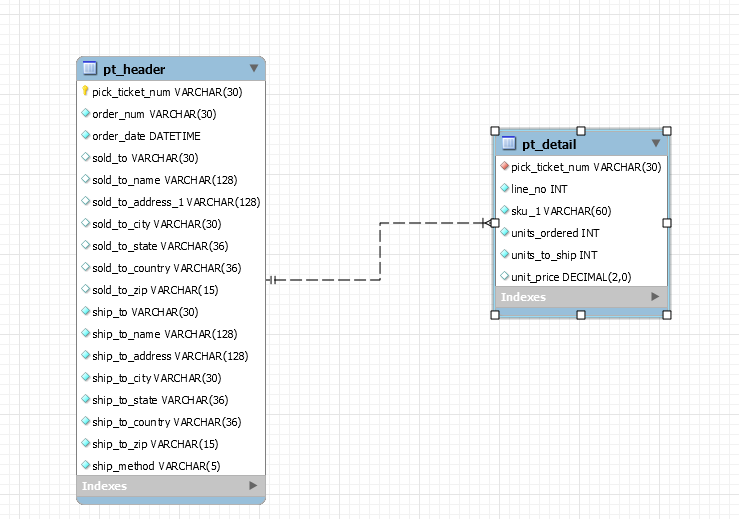 pt_header
pick_ticket_num VARCHAR(30)
order_num VARCHAR(30)
order_date DATETIME
sold_to VARCHAR(30)
sold_to_name VARCHAR(128)
sold_to_address_1 VARCHAR(128)
sold_to_city VARCHAR(30)
sold_to_state VARCHAR(36)
sold_to_country VARCHAR(36)
sold_to_zip VARCHAR(15)
ship_to VARCHAR(30)
ship_to_name VARCHAR(128)
ship_to_address VARCHAR(128)
ship_to_city VARCHAR(30)
ship_to_state VARCHAR(36)
ship_to_country VARCHAR(36)
ship_to_zip VARCHAR(15)
ship_method VARCHAR(5)
Indexes
pt_detail
pick_ticket_num VARCHAR(30)
line_no INT
sku_1 VARCHAR(60)
units_ordered INT
units_to_ship INT
unit_price DECIMAL(2,0)
Indexes